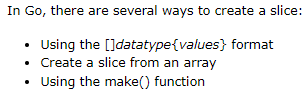 In Go, there are several ways to create a slice:
• Using the []datatype{values} format
• Create a slice from an array
• Using the make() function